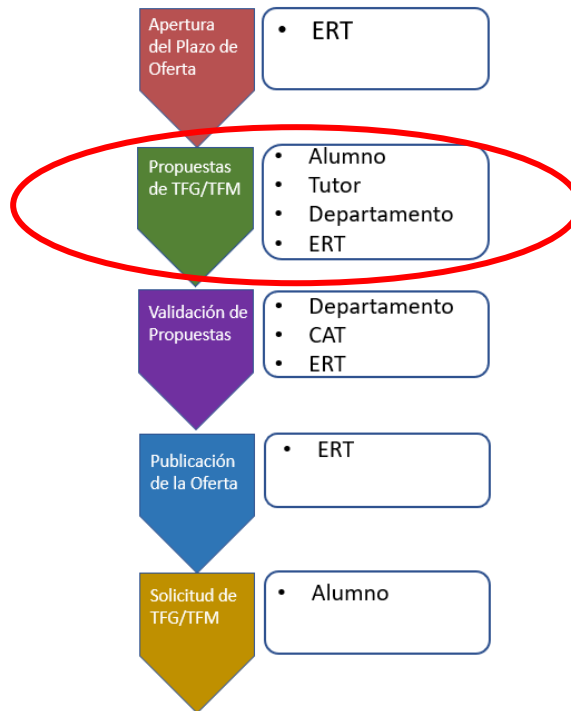 Apertura
del Plazo de
Oferta
• ERT
Propuestas
de TFG/TFM
• Alumno
• Tutor
• Departamento
• ERT
Validación de
Propuestas
• Departamento
• CAT
• ERT
Publicación
de la Oferta
• ERT
Solicitud de
TFG/TFM
• Alumno